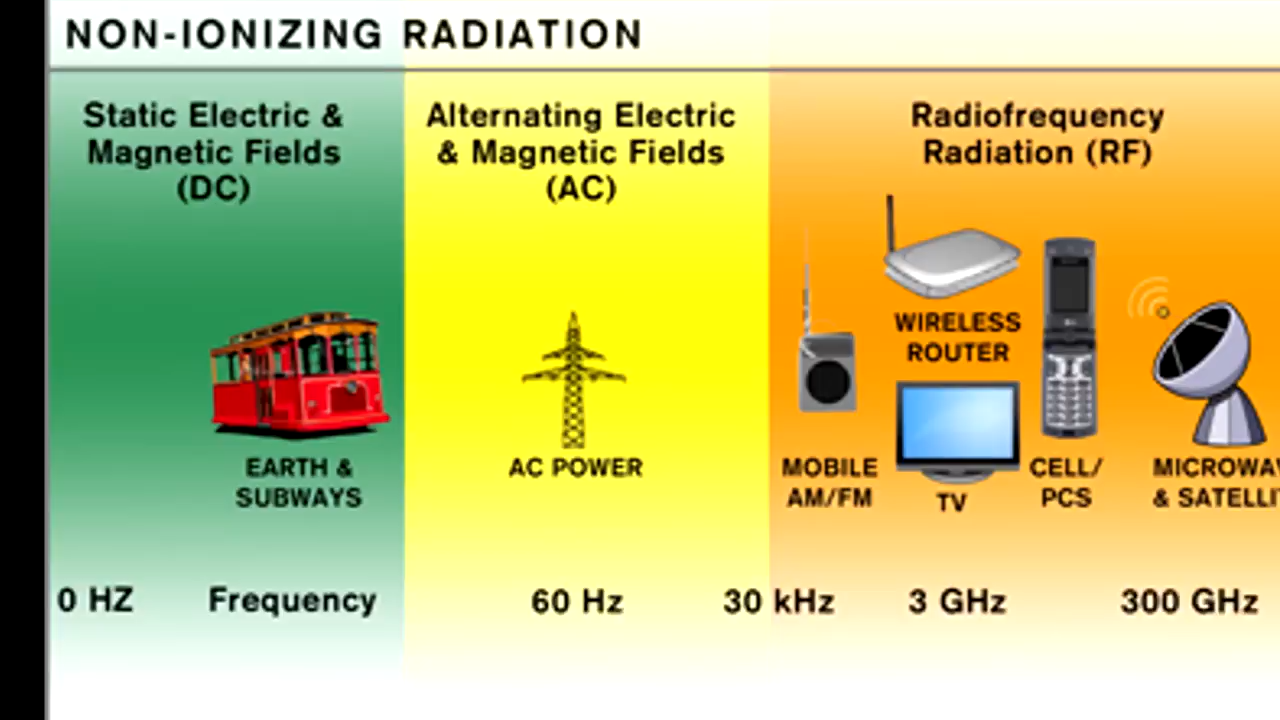 NON-IONIZING RADIATION
Static Electric &
Magnetic Fields
(DC)
Alternating Electric
& Magnetic Fields
(AC)
Radiofrequency
Radiation (RF)
WIRELESS
ROUTER
EARTH &
SUBWAYS
AC POWER
MOBILE
AM/FM
TV
CELL/
PCS
MICROWAV
& SATELLIT
0 HZ
Frequency
60 Hz
30 kHz
3 GHz
300 GHz